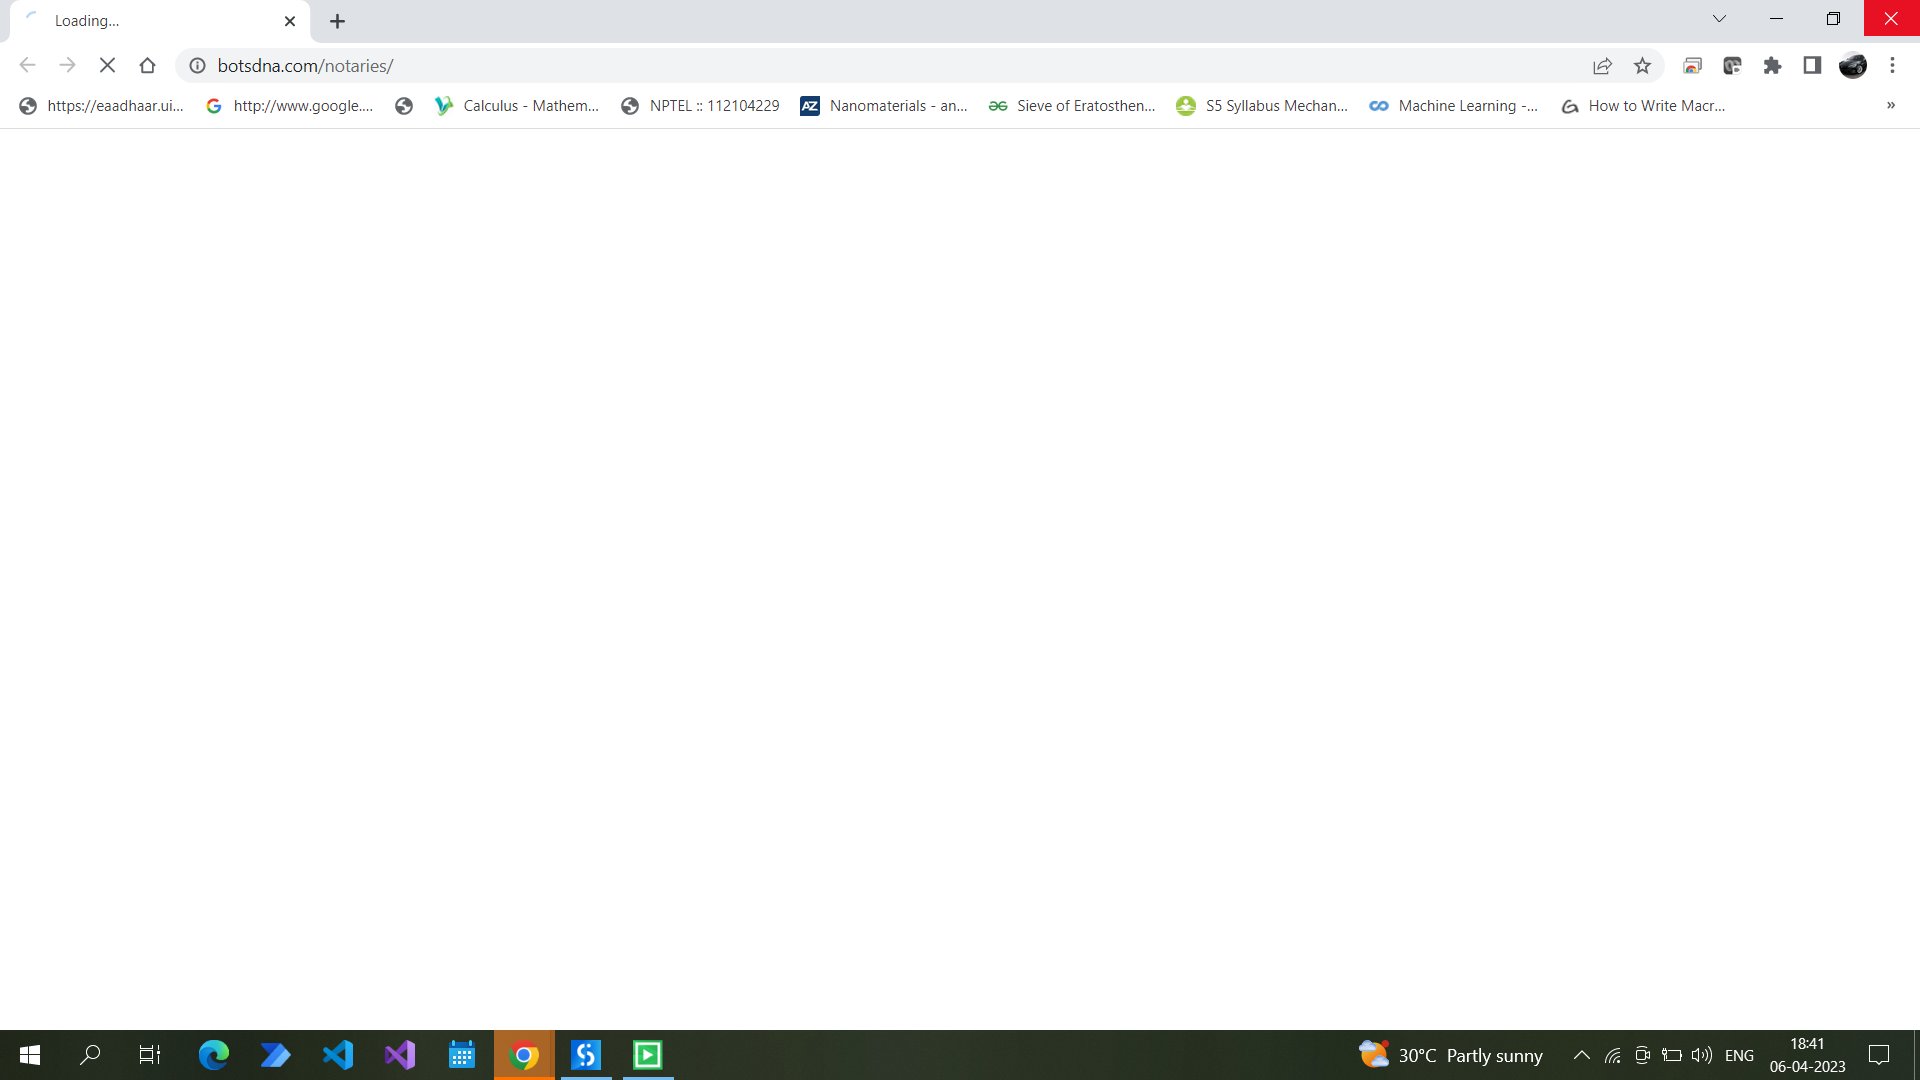 Loading...
botsdna.com/notaries/
https://eaadhaar.ui...
http://www.google....
Calculus - Mathem...
NPTEL :: 112104229
AZ
Nanomaterials - an...
Sieve of Eratosthen...
S5 Syllabus Mechan...
Machine Learning -...
How to Write Macr...
»
30°C Partly sunny
ENG
18:41
06-04-2023